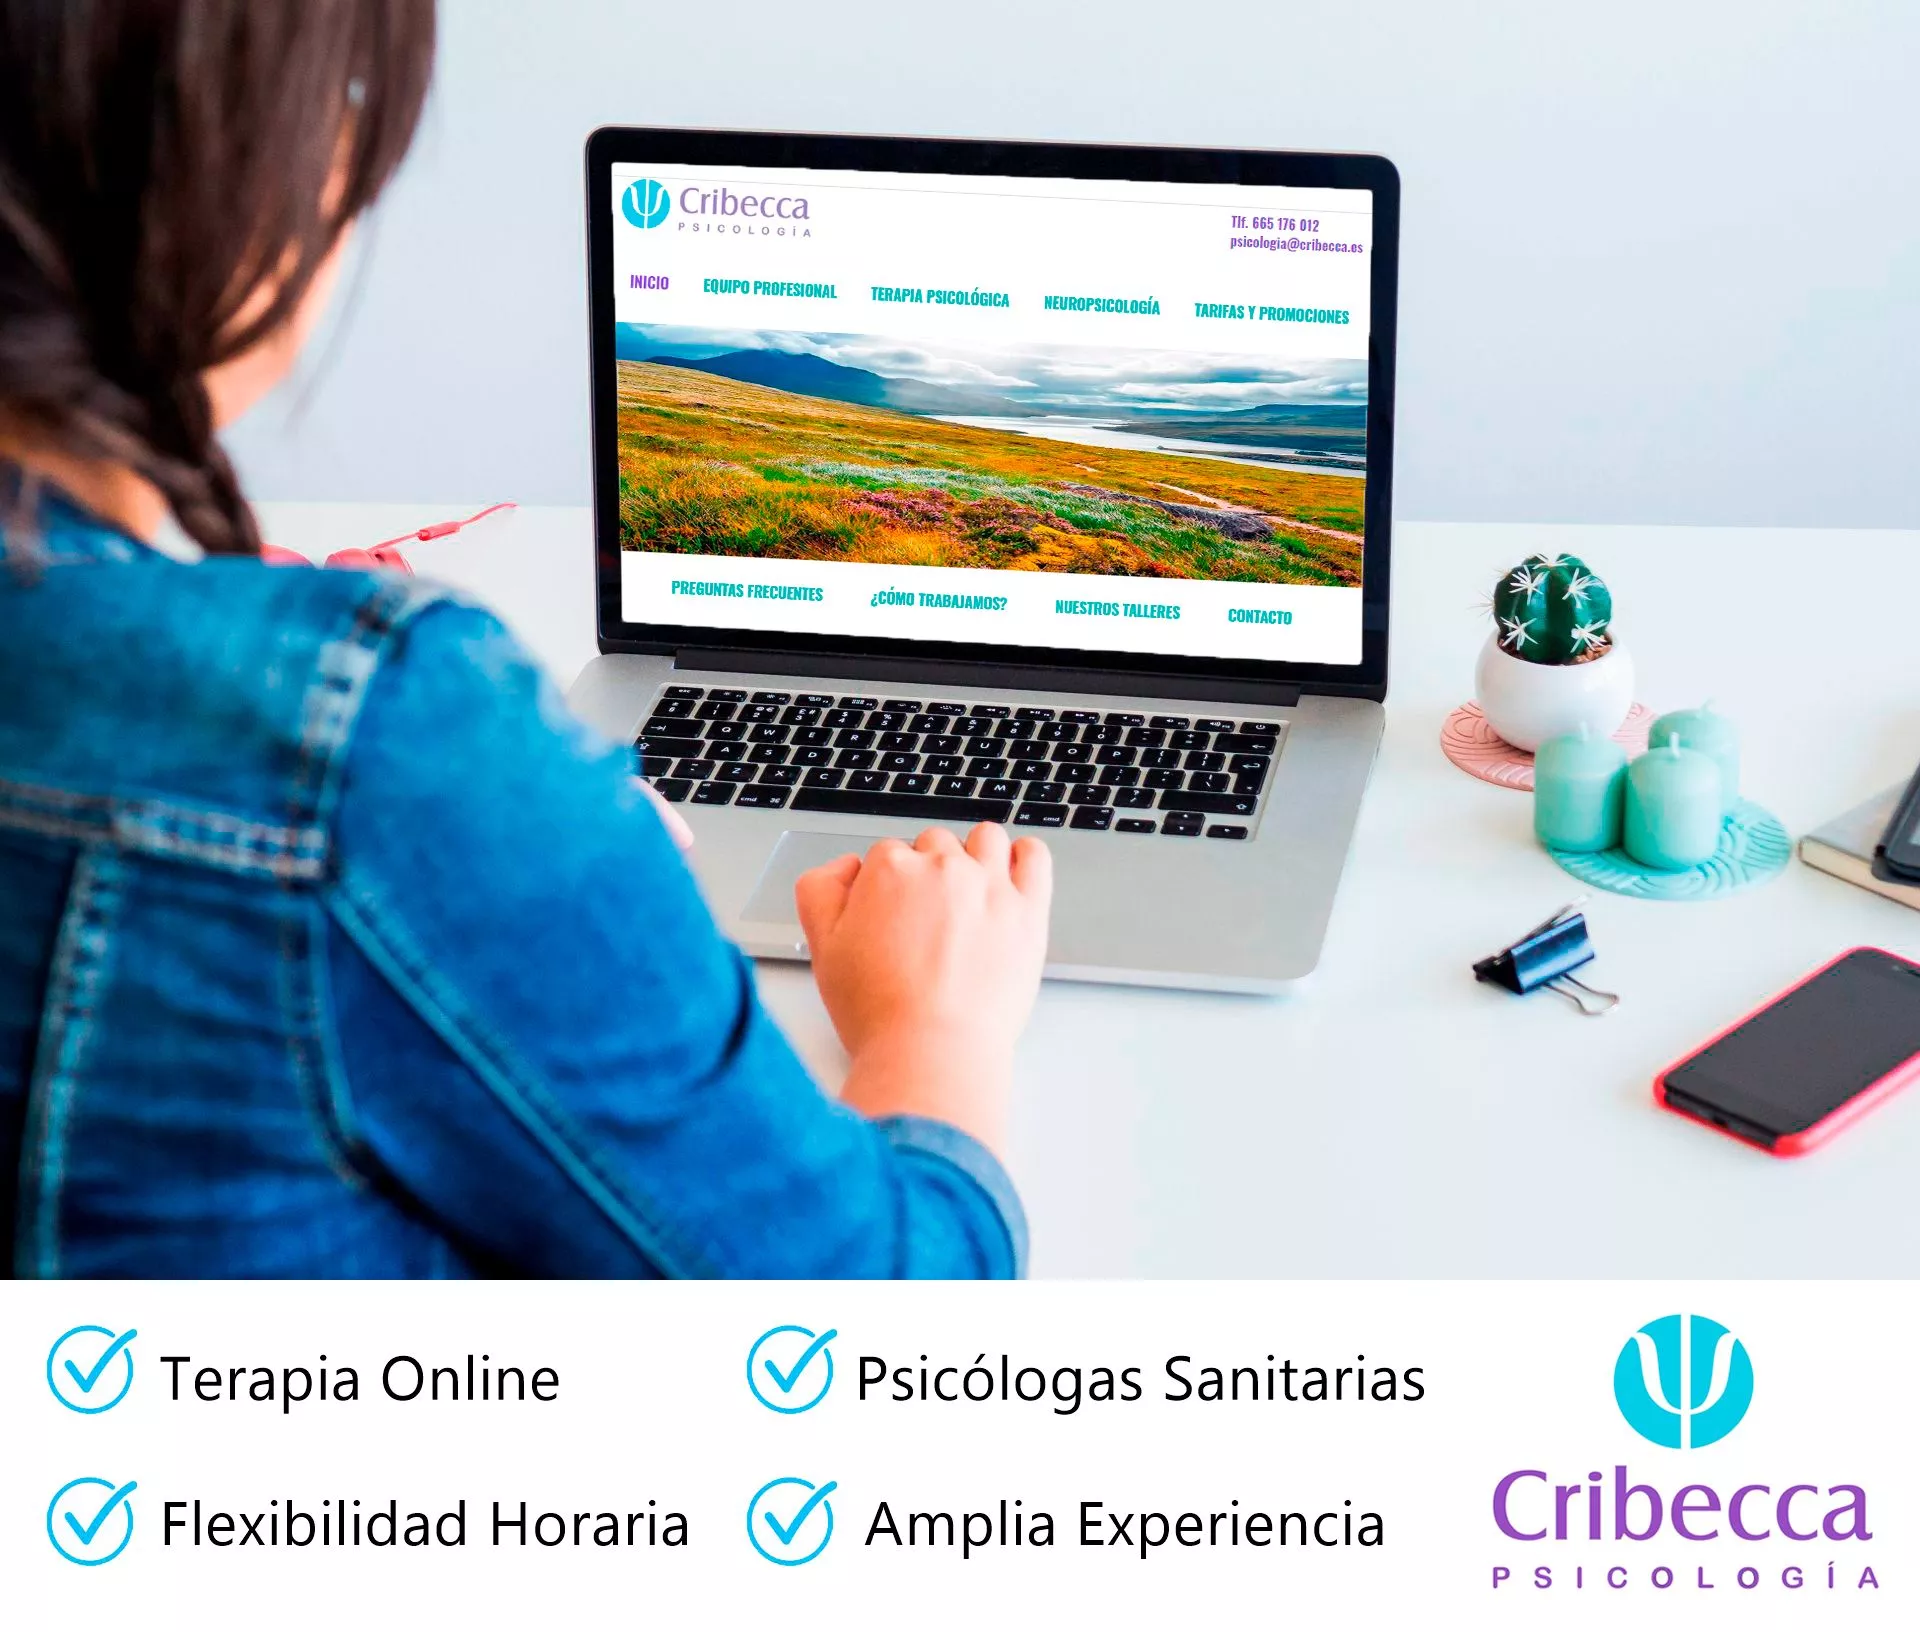 Cribecca
PSICOLOGÍA
Tlf. 665 176 012
psicologia@cribecca.es
INICIO
EQUIPO PROFESIONAL
TERAPIA PSICOLÓGICA
NEUROPSICOLOGÍA
TARIFAS Y PROMOCIONES
PREGUNTAS FRECUENTES
¿CÓMO TRABAJAMOS?
NUESTROS TALLERES
CONTACTO
Terapia Online
Psicólogas Sanitarias
Flexibilidad Horaria
Amplia Experiencia
Cribecca
PSICOLOGÍA